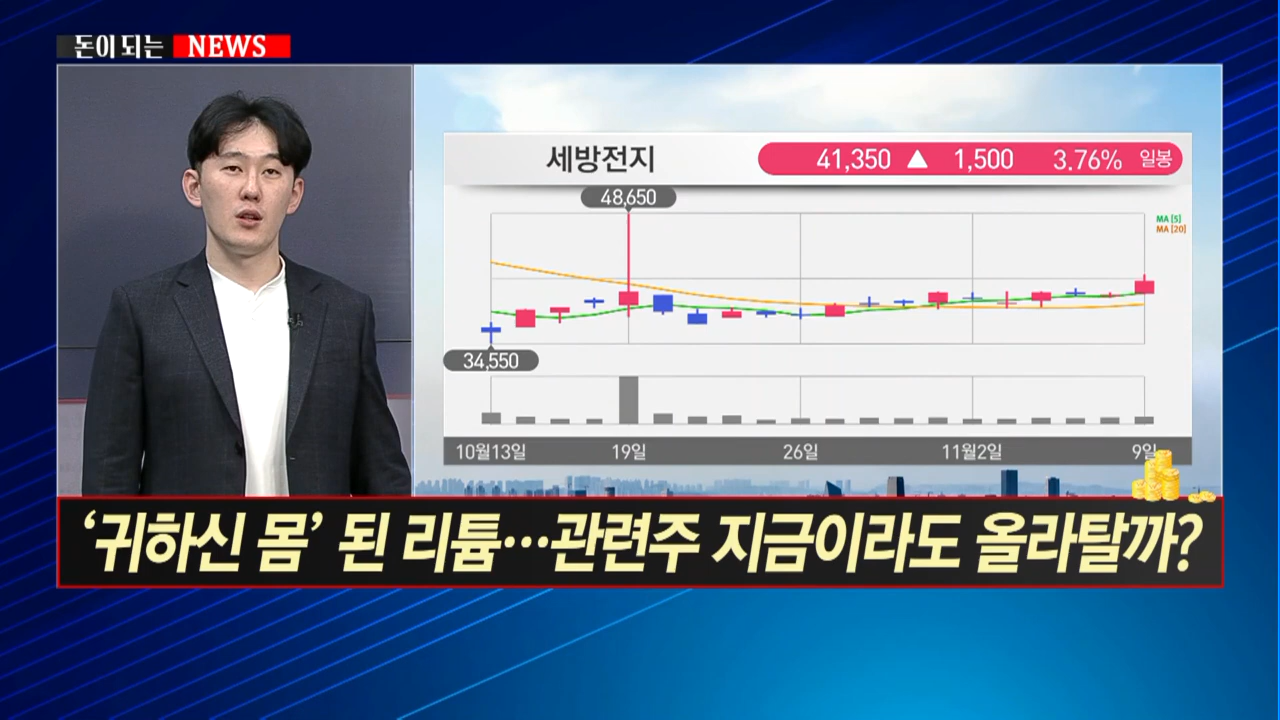 돈이 되는 NEWS
세방전지
41,350 ▲ 1,500 3.76% 일봉
48,650
MA [5]
MA [20]
34,550
10월13일 19일 26일 11월2일 9일
‘귀하신 몸’ 된 리튬…관련주 지금이라도 올라탈까?